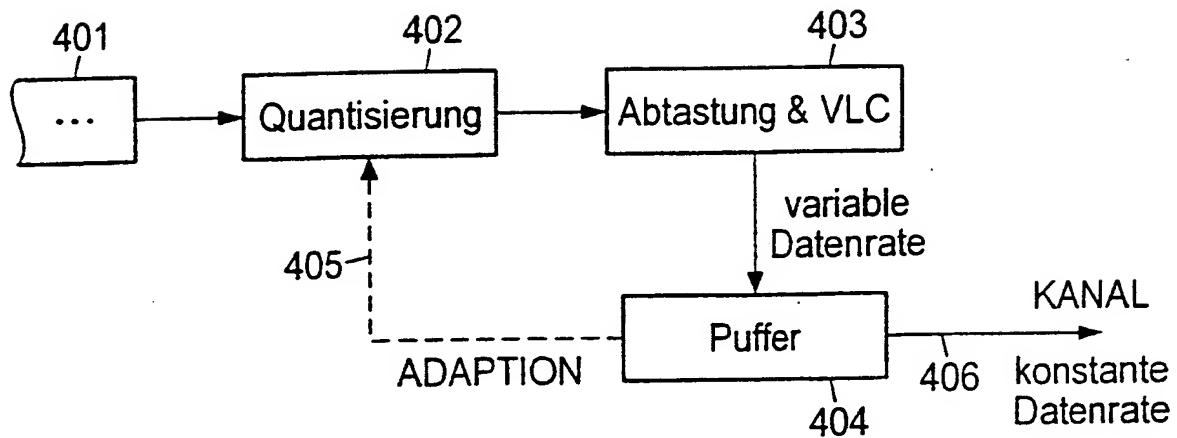 401
402
403
...
Quantisierung
Abtastung & VLC
variable
Datenrate
405
KANAL
Puffer
ADAPTION
406
konstante
Datenrate
404